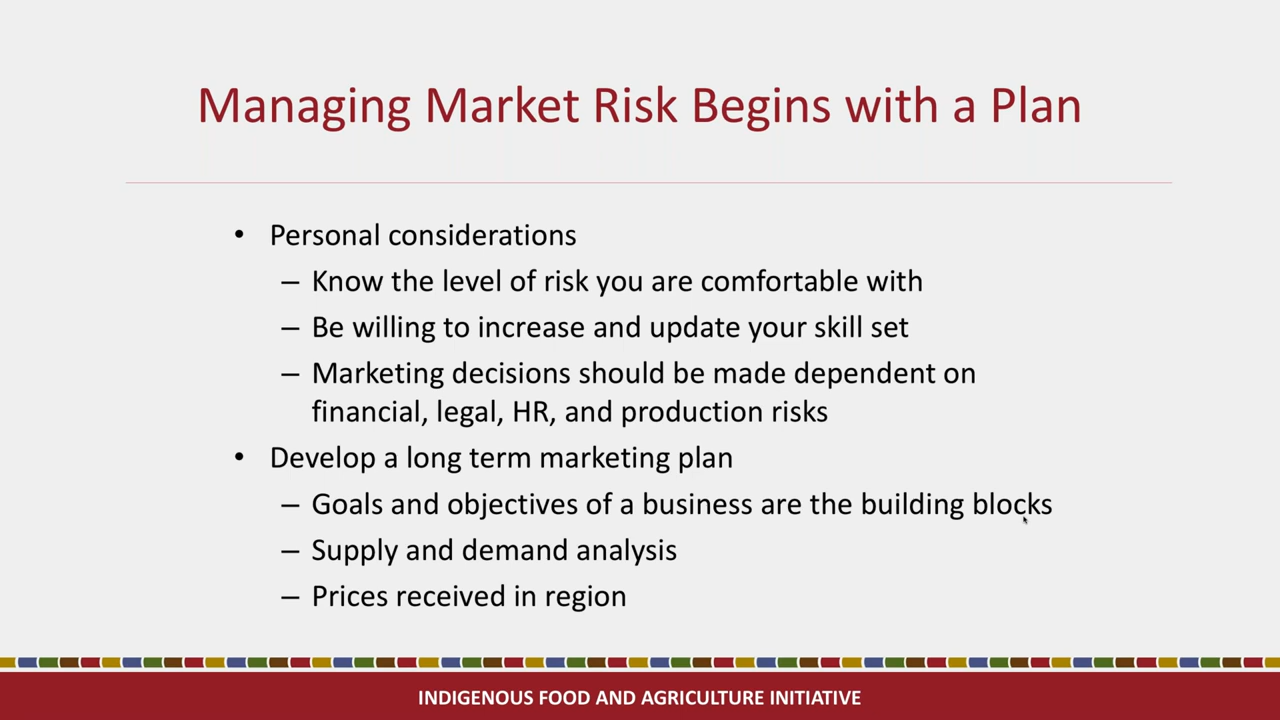 Managing Market Risk Begins with a Plan
• Personal considerations
– Know the level of risk you are comfortable with
– Be willing to increase and update your skill set
– Marketing decisions should be made dependent on
financial, legal, HR, and production risks
• Develop a long term marketing plan
– Goals and objectives of a business are the building blocks
– Supply and demand analysis
– Prices received in region
INDIGENOUS FOOD AND AGRICULTURE INITIATIVE